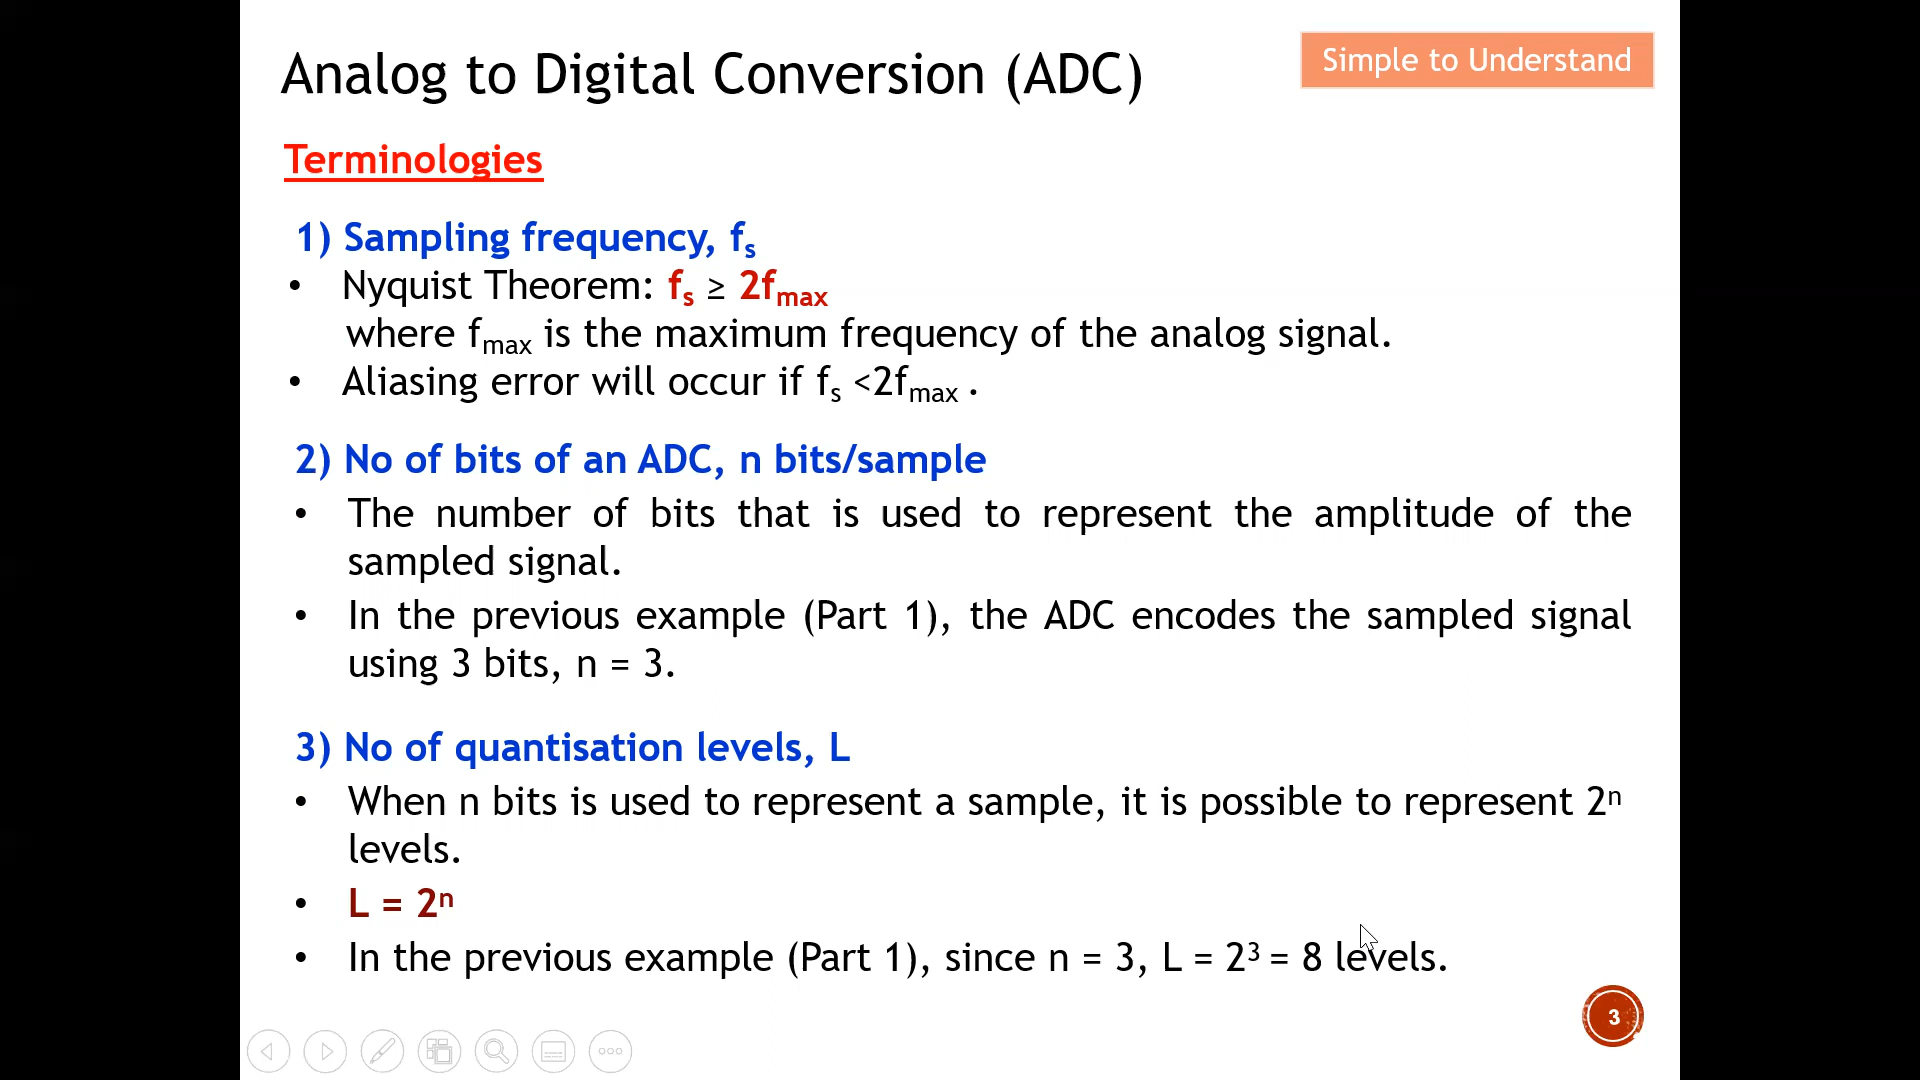 Analog to Digital Conversion (ADC)
Simple to Understand
Terminologies
1) Sampling frequency, fₛ
• Nyquist Theorem: fₛ ≥ 2fmax
where fmax is the maximum frequency of the analog signal.
• Aliasing error will occur if fₛ <2fmax .
2) No of bits of an ADC, n bits/sample
• The number of bits that is used to represent the amplitude of the
sampled signal.
• In the previous example (Part 1), the ADC encodes the sampled signal
using 3 bits, n = 3.
3) No of quantisation levels, L
• When n bits is used to represent a sample, it is possible to represent 2ⁿ
levels.
• L = 2ⁿ
• In the previous example (Part 1), since n = 3, L = 2³ = 8 levels.
3